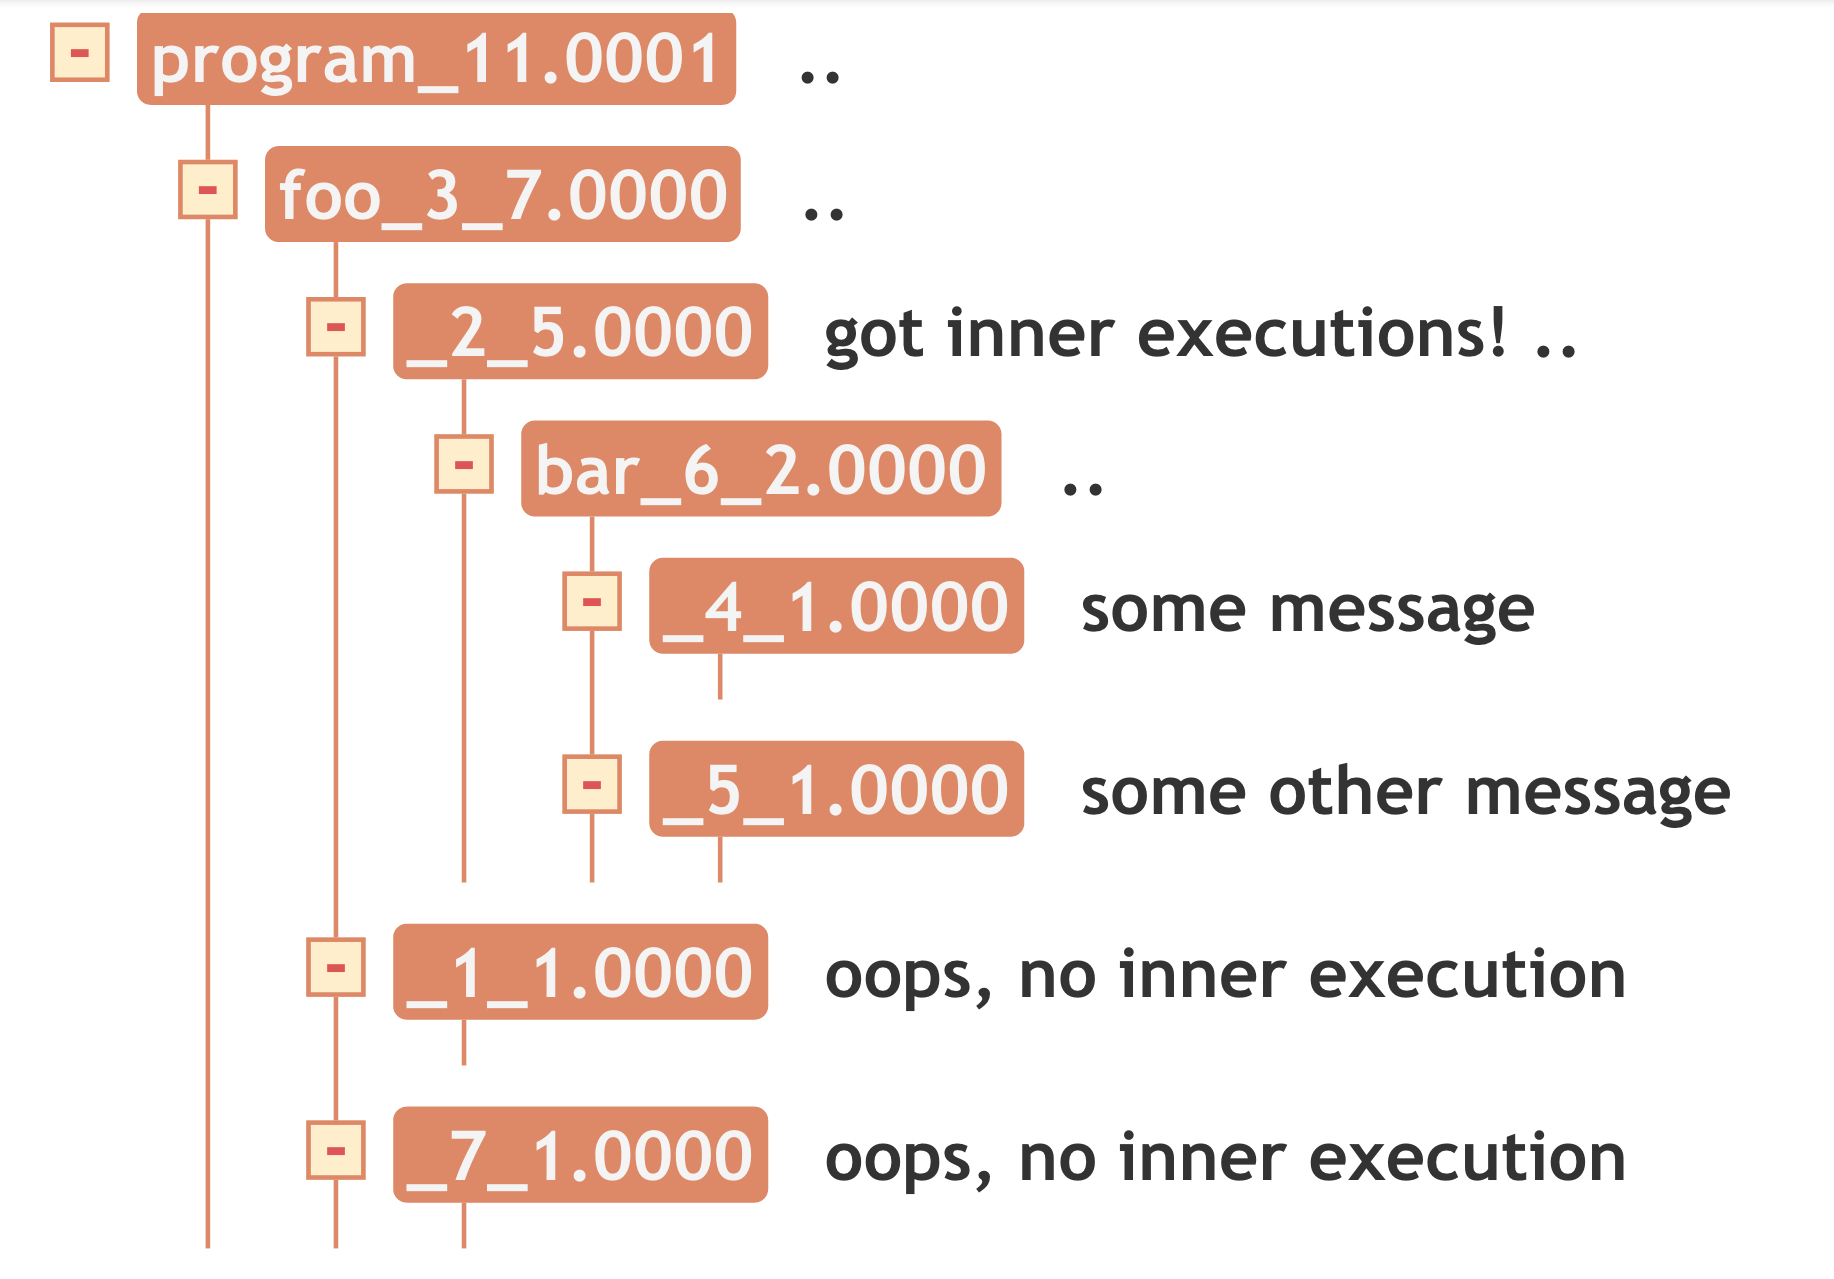 - program_11.0001 ..
- foo_3_7.0000 ..
- _2_5.0000 got inner executions! ..
- bar_6_2.0000 ..
- _4_1.0000 some message
- _5_1.0000 some other message
- _1_1.0000 oops, no inner execution
- _7_1.0000 oops, no inner execution